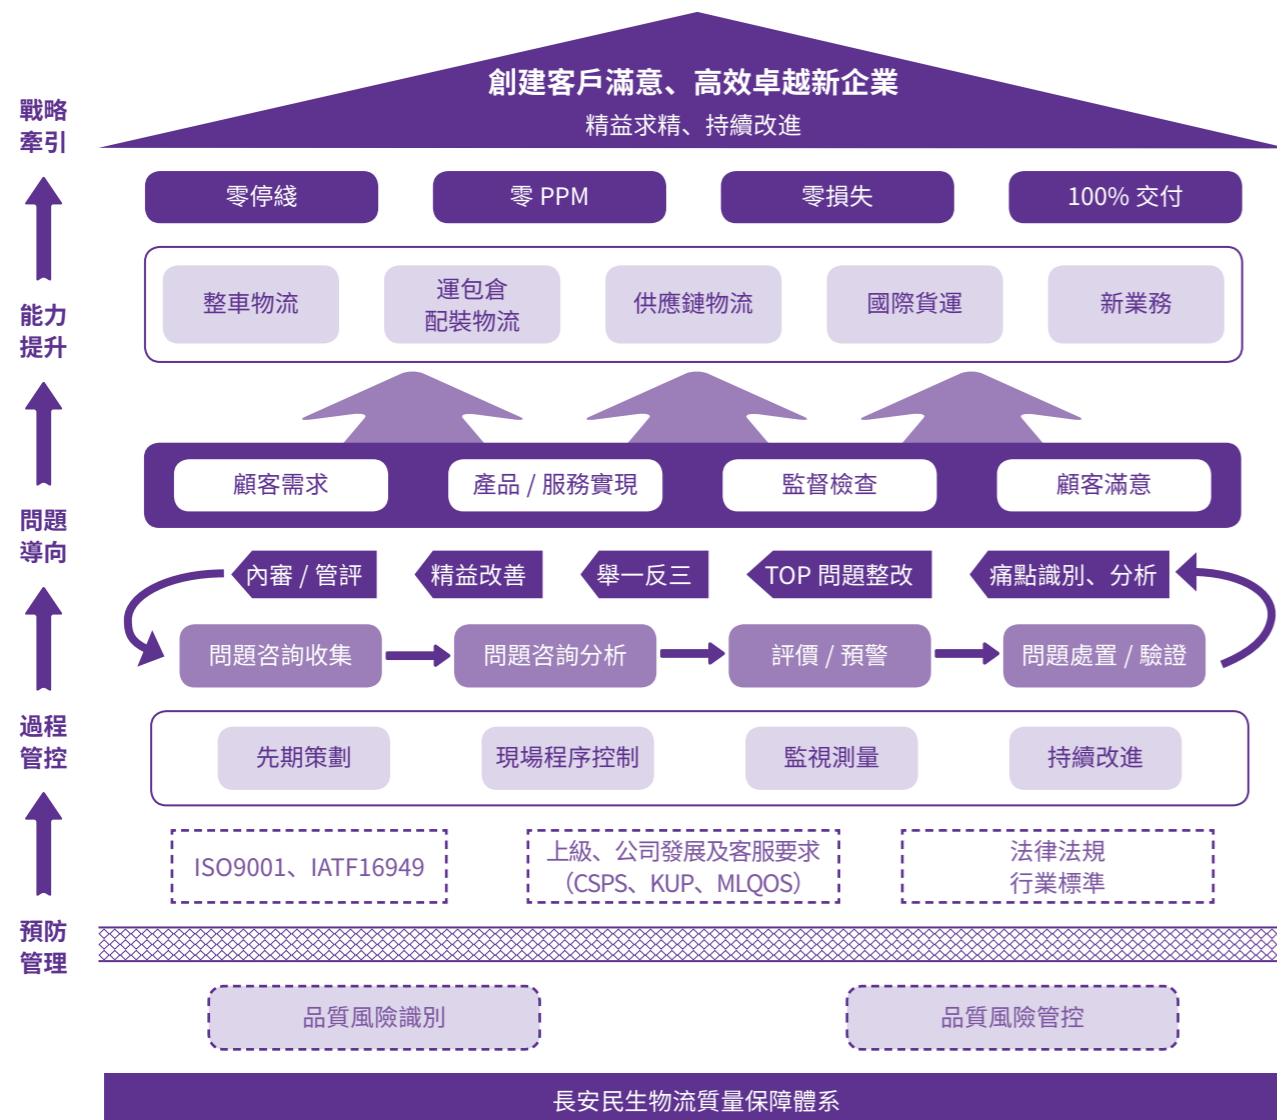 創建客戶滿意、高效卓越新企業
精益求精、持續改進
戰略
牽引
零停綫
零 PPM
零損失
100% 交付
整車物流
運包倉
配裝物流
供應鏈物流
國際貨運
新業務
能力
提升
顧客需求
產品 / 服務實現
監督檢查
顧客滿意
問題
導向
內審 / 管評
精益改善
舉一反三
TOP 問題整改
痛點識別、分析
問題咨詢收集
問題咨詢分析
評價 / 預警
問題處置 / 驗證
過程
管控
先期策劃
現場程序控制
監視測量
持續改進
ISO9001、IATF16949
上級、公司發展及客服要求
（CSPS、KUP、MLQOS）
法律法規
行業標準
預防
管理
品質風險識別
品質風險管控
長安民生物流質量保障體系